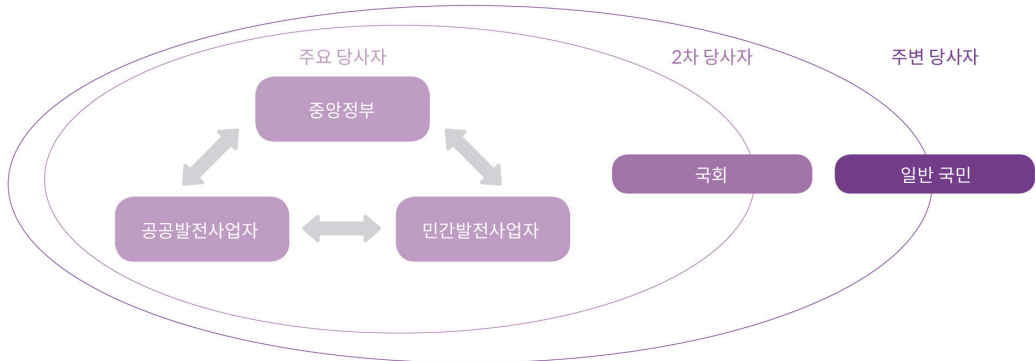 주요 당사자
2차 당사자
주변 당사자
중앙정부
국회
일반 국민
공공발전사업자
민간발전사업자